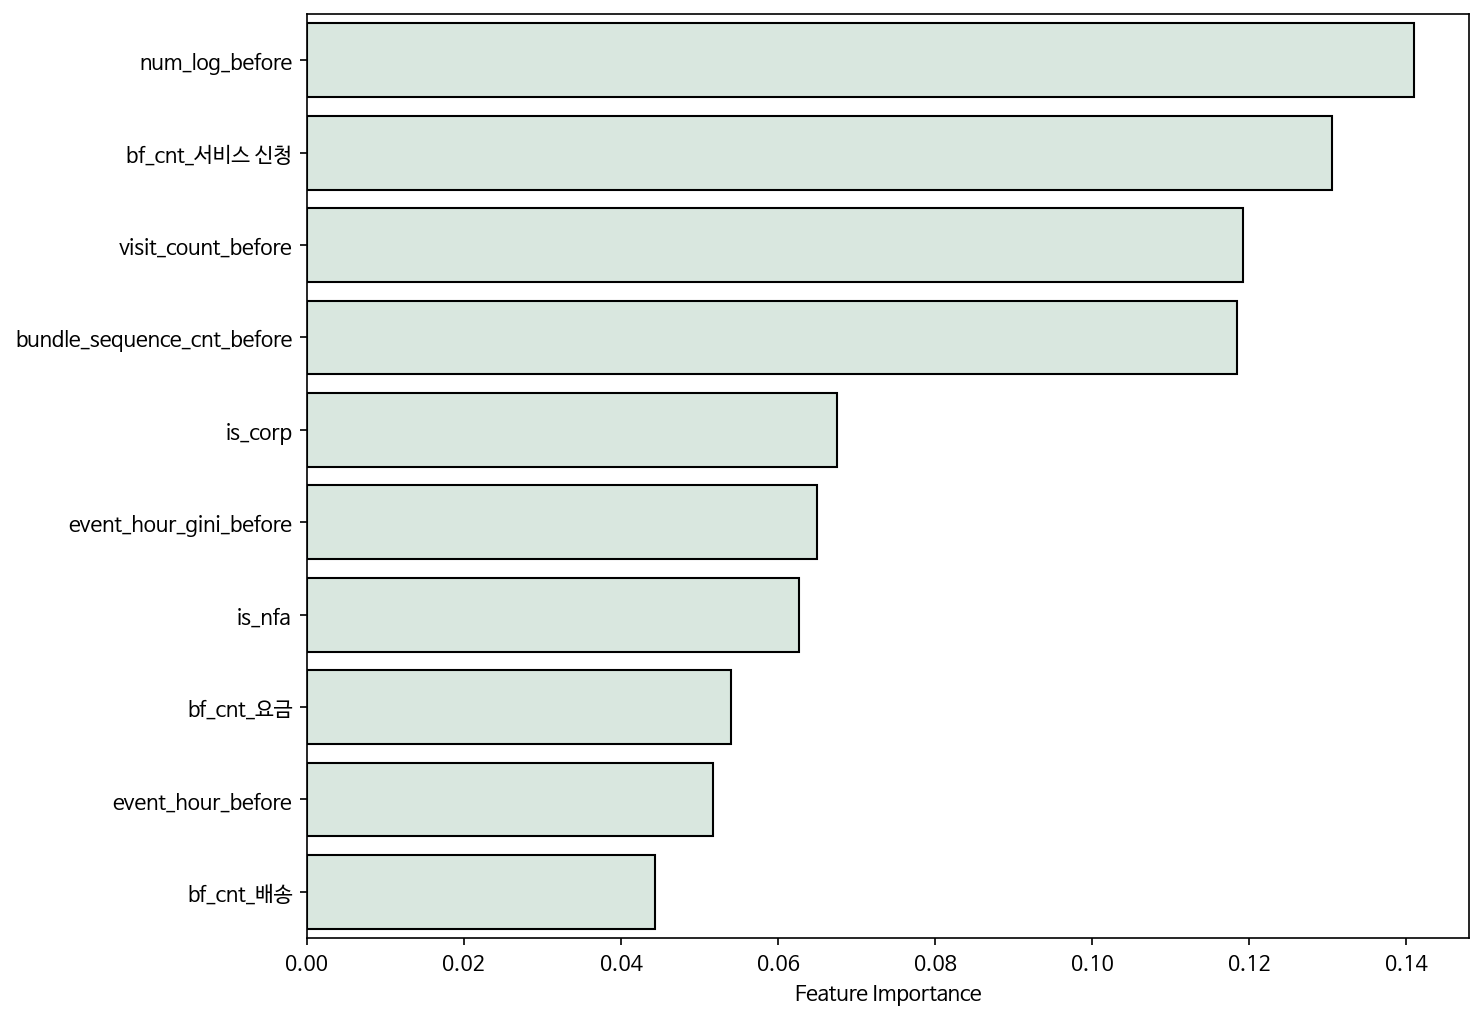 num_log_before
bf_cnt_서비스 신청
visit_count_before
bundle_sequence_cnt_before
is_corp
event_hour_gini_before
is_nfa
bf_cnt_요금
event_hour_before
bf_cnt_배송
0.00 0.02 0.04 0.06 0.08 0.10 0.12 0.14
Feature Importance